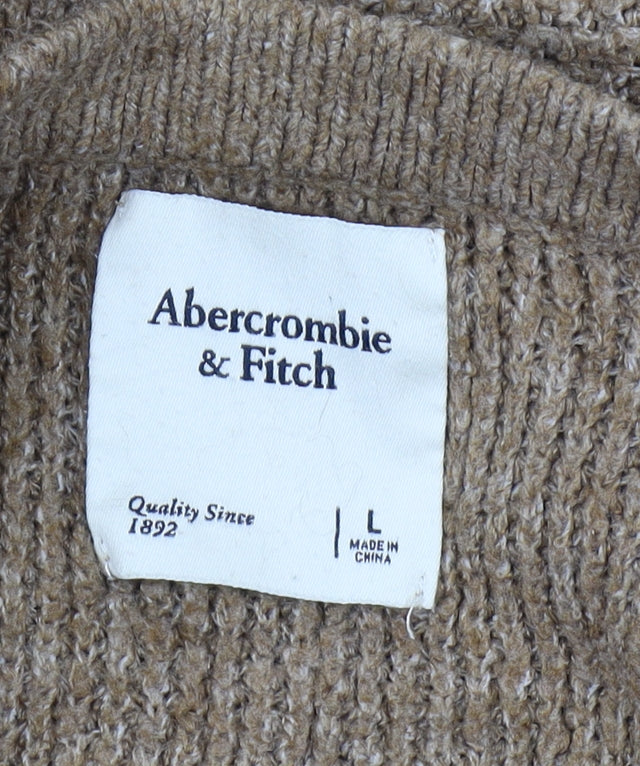 Abercrombie
& Fitch
Quality Since
1892
L
MADE IN
CHINA